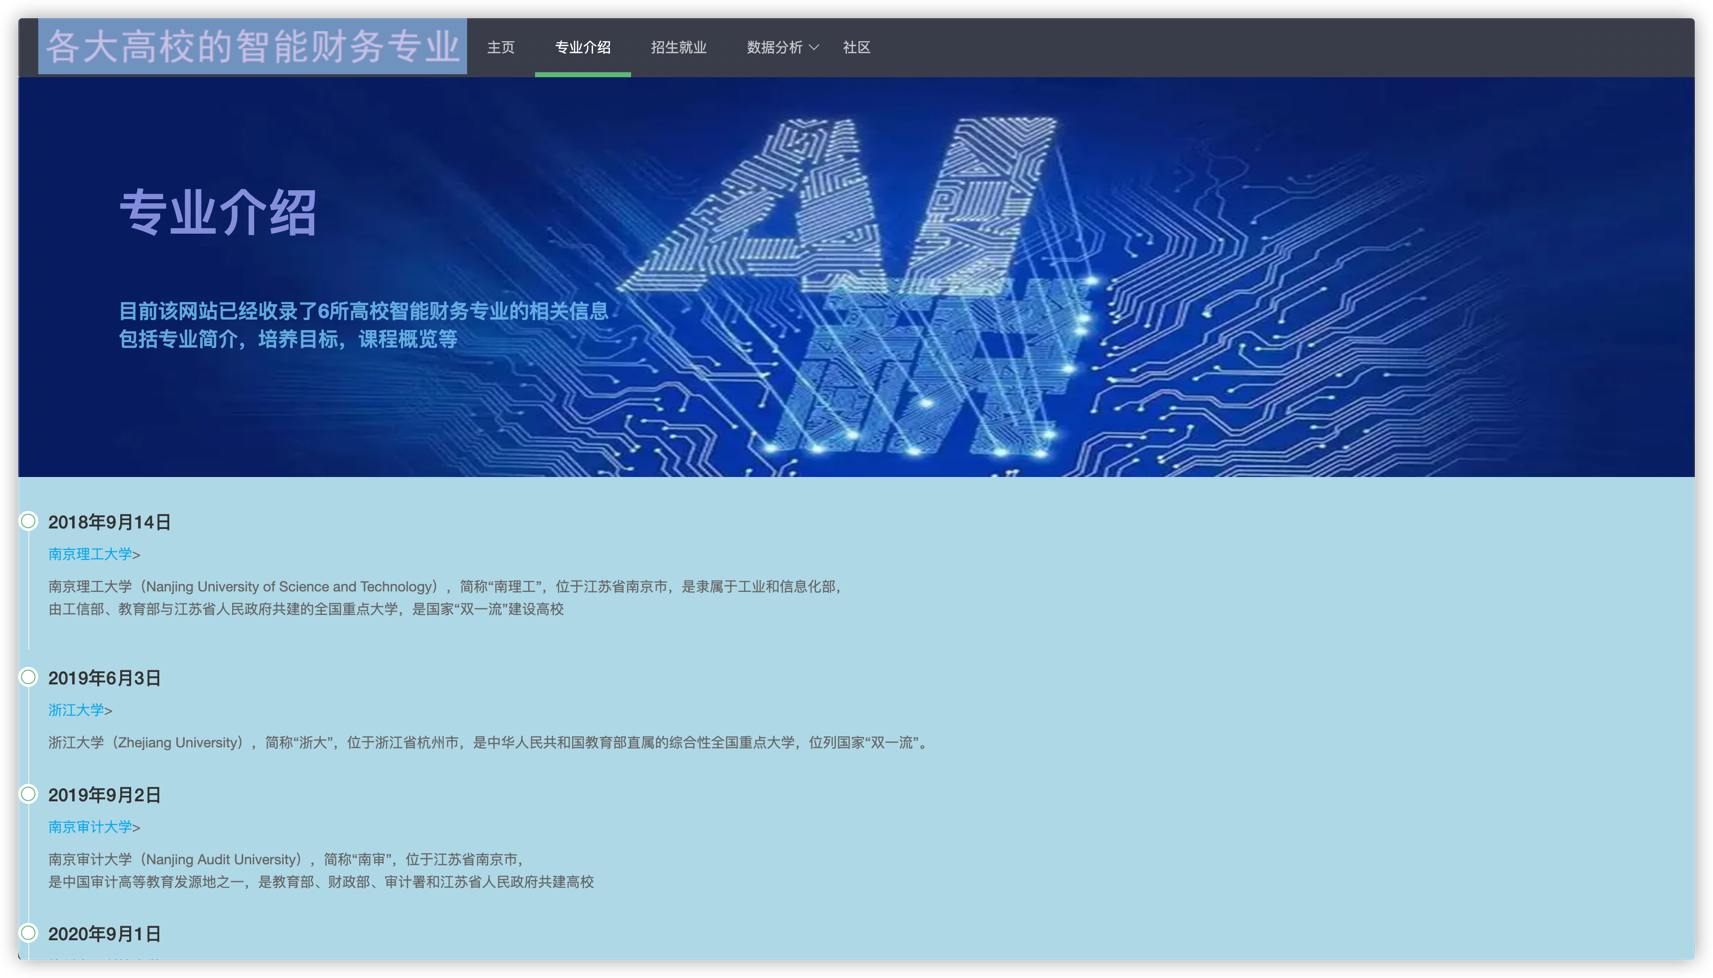 各大高校的智能财务专业
主页
专业介绍
招生就业
数据分析
社区
AI
专业介绍
目前该网站已经收录了6所高校智能财务专业的相关信息
包括专业简介，培养目标，课程概览等
2018年9月14日
南京理工大学>
南京理工大学（Nanjing University of Science and Technology），简称“南理工”，位于江苏省南京市，是隶属于工业和信息化部，
由工信部、教育部与江苏省人民政府共建的全国重点大学，是国家“双一流”建设高校
2019年6月3日
浙江大学>
浙江大学（Zhejiang University），简称“浙大”，位于浙江省杭州市，是中华人民共和国教育部直属的综合性全国重点大学，位列国家“双一流”。
2019年9月2日
南京审计大学>
南京审计大学（Nanjing Audit University），简称“南审”，位于江苏省南京市，
是中国审计高等教育发源地之一，是教育部、财政部、审计署和江苏省人民政府共建高校
2020年9月1日